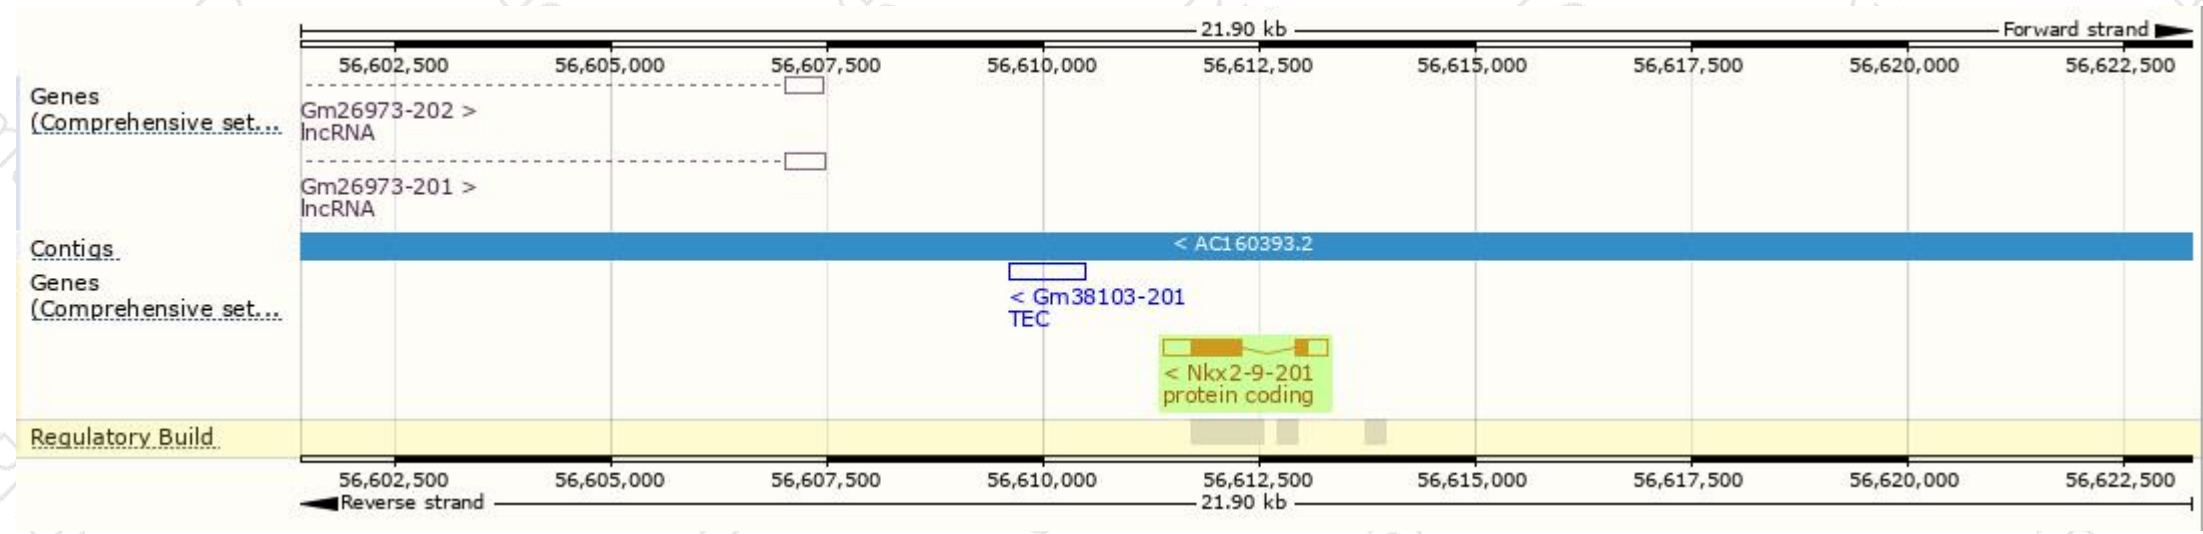 21.90 kb Forward strand
56,602,500 56,605,000 56,607,500 56,610,000 56,612,500 56,615,000 56,617,500 56,620,000 56,622,500
Genes
(Comprehensive set...
Gm26973-202 >
lncRNA
Gm26973-201 >
lncRNA
Contigs < AC160393.2
Genes
(Comprehensive set...
< Gm38103-201
TEC
< Nkx2-9-201
protein coding
Regulatory Build
56,602,500 56,605,000 56,607,500 56,610,000 56,612,500 56,615,000 56,617,500 56,620,000 56,622,500
Reverse strand 21.90 kb